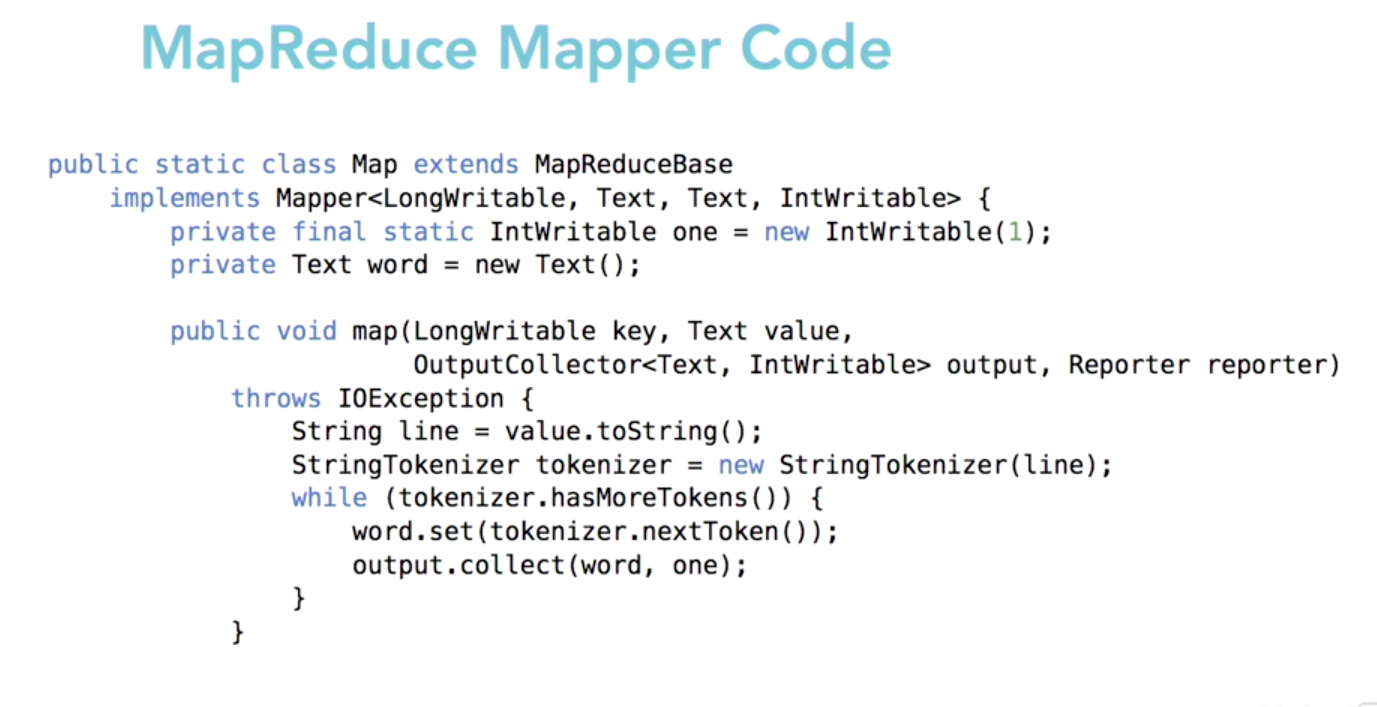 MapReduce Mapper Code
public static class Map extends MapReduceBase
implements Mapper<LongWritable, Text, Text, IntWritable> {
private final static IntWritable one = new IntWritable(1);
private Text word = new Text();
public void map(LongWritable key, Text value,
OutputCollector<Text, IntWritable> output, Reporter reporter)
throws IOException {
String line = value.toString();
StringTokenizer tokenizer = new StringTokenizer(line);
while (tokenizer.hasMoreTokens()) {
word.set(tokenizer.nextToken());
output.collect(word, one);
}
}